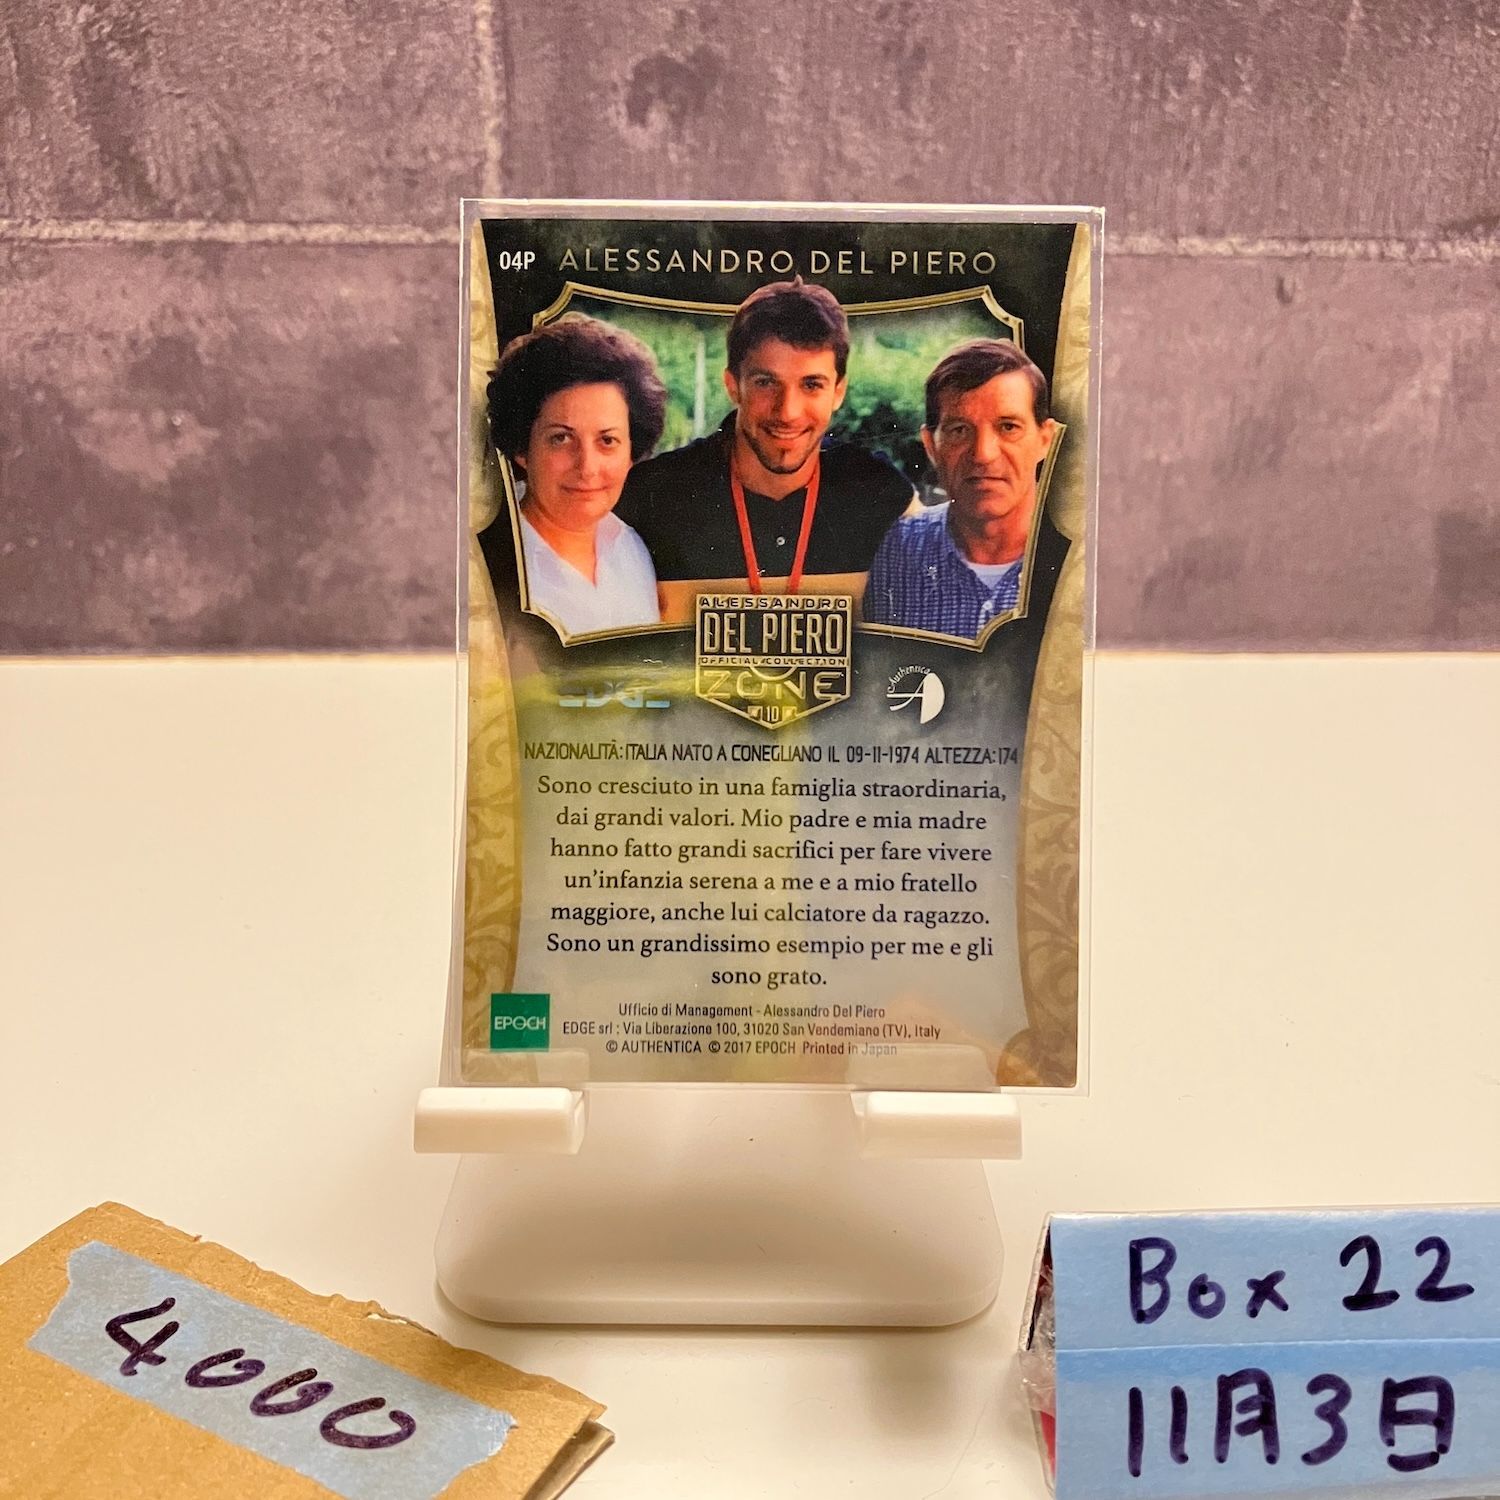 04P ALESSANDRO DEL PIERO
ALESSANDRO
DEL PIERO
OFFICIAL COLLECTION
ZONE
10
EDGE
Authentica
A
NAZIONALITÀ: ITALIA NATO A CONEGLIANO IL 09-11-1974 ALTEZZA: 174
Sono cresciuto in una famiglia straordinaria,
dai grandi valori. Mio padre e mia madre
hanno fatto grandi sacrifici per fare vivere
un'infanzia serena a me e a mio fratello
maggiore, anche lui calciatore da ragazzo.
Sono un grandissimo esempio per me e gli
sono grato.
EPOCH
Ufficio di Management - Alessandro Del Piero
EDGE srl : Via Liberazione 100, 31020 San Vendemiano (TV), Italy
© AUTHENTICA © 2017 EPOCH Printed in Japan
4000
Box 22
11月3日